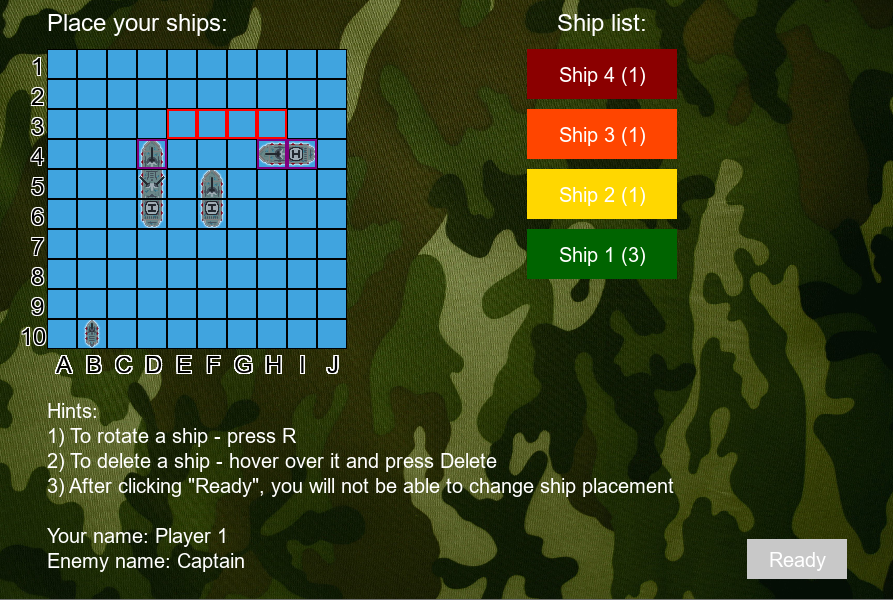 Place your ships:
Ship list:
1
2
3
4
5
6
7
8
9
10
A B C D E F G H I J
Ship 4 (1)
Ship 3 (1)
Ship 2 (1)
Ship 1 (3)
Hints:
1) To rotate a ship - press R
2) To delete a ship - hover over it and press Delete
3) After clicking "Ready", you will not be able to change ship placement
Your name: Player 1
Enemy name: Captain
Ready